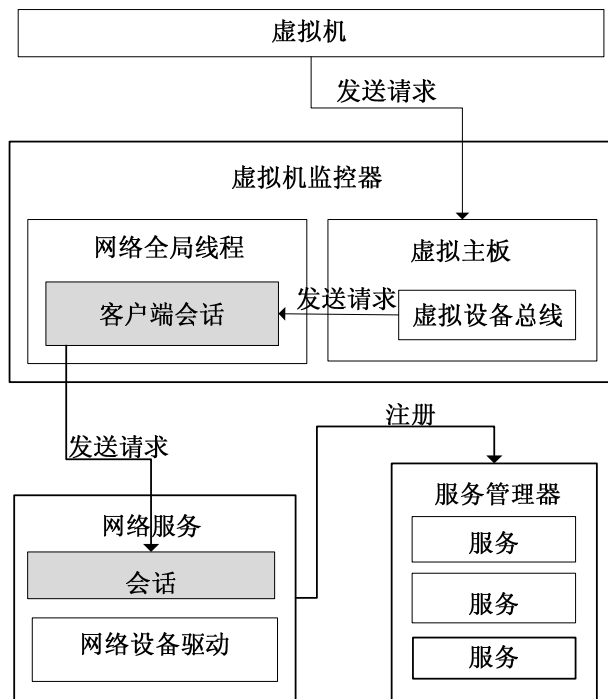 虚拟机
发送请求
虚拟机监控器
网络全局线程
虚拟主板
客户端会话
发送请求
虚拟设备总线
发送请求
注册
网络服务
服务管理器
会话
服务
网络设备驱动
服务
服务